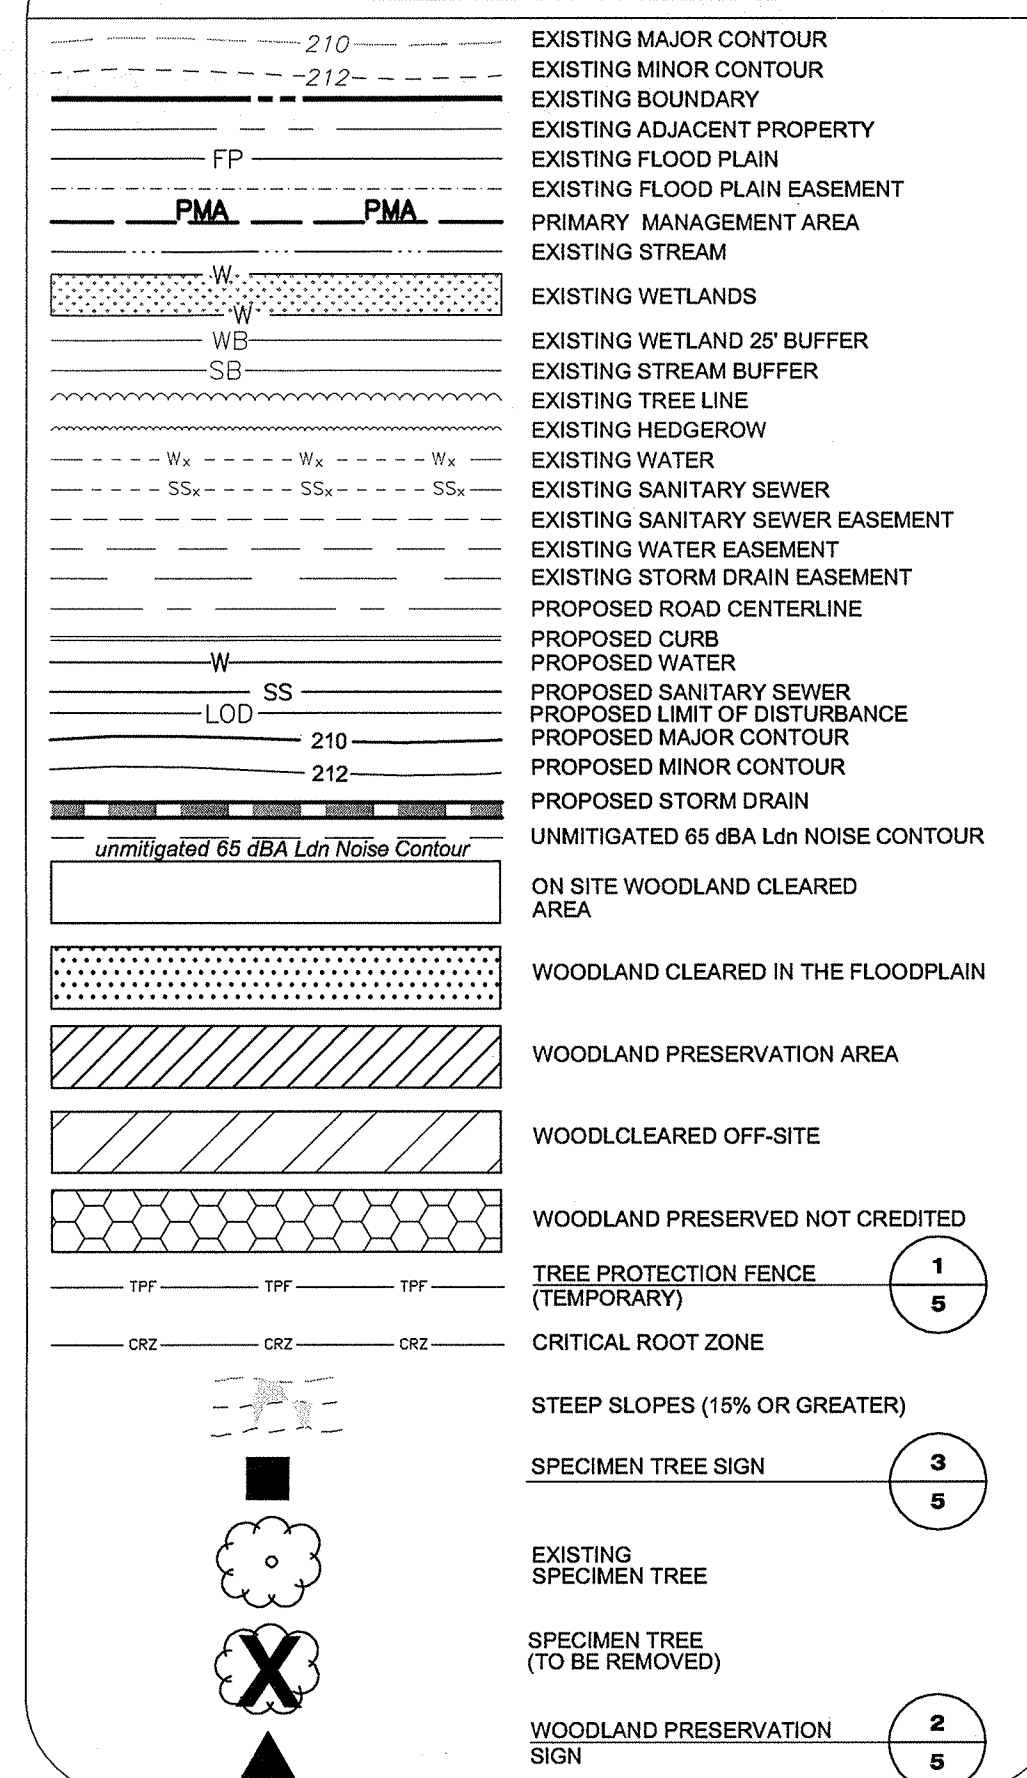 210 EXISTING MAJOR CONTOUR
212 EXISTING MINOR CONTOUR
EXISTING BOUNDARY
EXISTING ADJACENT PROPERTY
FP EXISTING FLOOD PLAIN
EXISTING FLOOD PLAIN EASEMENT
PMA PMA PRIMARY MANAGEMENT AREA
EXISTING STREAM
W
EXISTING WETLANDS
W
WB EXISTING WETLAND 25' BUFFER
SB EXISTING STREAM BUFFER
EXISTING TREE LINE
EXISTING HEDGEROW
Wx Wx Wx EXISTING WATER
SSx SSx SSx EXISTING SANITARY SEWER
EXISTING SANITARY SEWER EASEMENT
EXISTING WATER EASEMENT
EXISTING STORM DRAIN EASEMENT
PROPOSED ROAD CENTERLINE
PROPOSED CURB
W PROPOSED WATER
SS PROPOSED SANITARY SEWER
LOD PROPOSED LIMIT OF DISTURBANCE
210 PROPOSED MAJOR CONTOUR
212 PROPOSED MINOR CONTOUR
PROPOSED STORM DRAIN
UNMITIGATED 65 dBA Ldn NOISE CONTOUR
unmitigated 65 dBA Ldn Noise Contour
ON SITE WOODLAND CLEARED
AREA
WOODLAND CLEARED IN THE FLOODPLAIN
WOODLAND PRESERVATION AREA
WOODLCLEARED OFF-SITE
WOODLAND PRESERVED NOT CREDITED
TPF TPF TPF TREE PROTECTION FENCE 1
(TEMPORARY) 5
CRZ CRZ CRZ CRITICAL ROOT ZONE
STEEP SLOPES (15% OR GREATER)
SPECIMEN TREE SIGN 3
5
EXISTING
SPECIMEN TREE
SPECIMEN TREE
(TO BE REMOVED)
X
WOODLAND PRESERVATION 2
SIGN 5